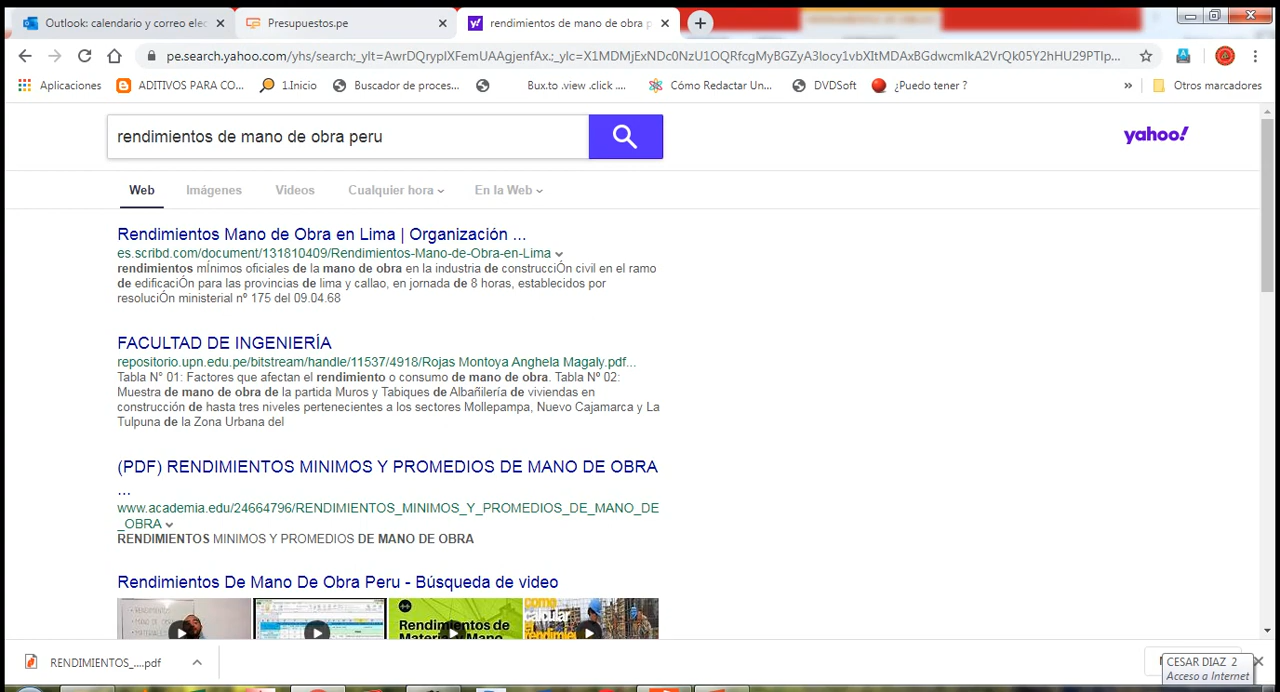 Outlook: calendario y correo elec
Presupuestos.pe
rendimientos de mano de obra p
pe.search.yahoo.com/yhs/search;_ylt=AwrDQrypIXFemUAAgjenfAx.;_ylc=X1MDMjExNDc0NzU1OQRfcgMyBGZyA3locy1vbXItMDAxBGdwcmlkA2VrQk05Y2hHU29PTlp...
Aplicaciones
ADITIVOS PARA CO...
1.Inicio
Buscador de proces...
Bux.to .view .click ....
Cómo Redactar Un...
DVDSoft
¿Puedo tener ?
»
Otros marcadores
rendimientos de mano de obra peru
yahoo!
Web
Imágenes
Videos
Cualquier hora
En la Web
Rendimientos Mano de Obra en Lima | Organización ...
es.scribd.com/document/131810409/Rendimientos-Mano-de-Obra-en-Lima
rendimientos mÍnimos oficiales de la mano de obra en la industria de construcciÓn civil en el ramo
de edificaciÓn para las provincias de lima y callao, en jornada de 8 horas, establecidos por
resoluciÓn ministerial nº 175 del 09.04.68
FACULTAD DE INGENIERÍA
repositorio.upn.edu.pe/bitstream/handle/11537/4918/Rojas Montoya Anghela Magaly.pdf...
Tabla N° 01: Factores que afectan el rendimiento o consumo de mano de obra. Tabla Nº 02:
Muestra de mano de obra de la partida Muros y Tabiques de Albañilería de viviendas en
construcción de hasta tres niveles pertenecientes a los sectores Mollepampa, Nuevo Cajamarca y La
Tulpuna de la Zona Urbana del
(PDF) RENDIMIENTOS MINIMOS Y PROMEDIOS DE MANO DE OBRA
...
www.academia.edu/24664796/RENDIMIENTOS_MINIMOS_Y_PROMEDIOS_DE_MANO_DE
_OBRA
RENDIMIENTOS MINIMOS Y PROMEDIOS DE MANO DE OBRA
Rendimientos De Mano De Obra Peru - Búsqueda de video
Rendimientos de
como
calcular
RENDIMIENTOS_....pdf
CESAR DIAZ 2
Acceso a Internet